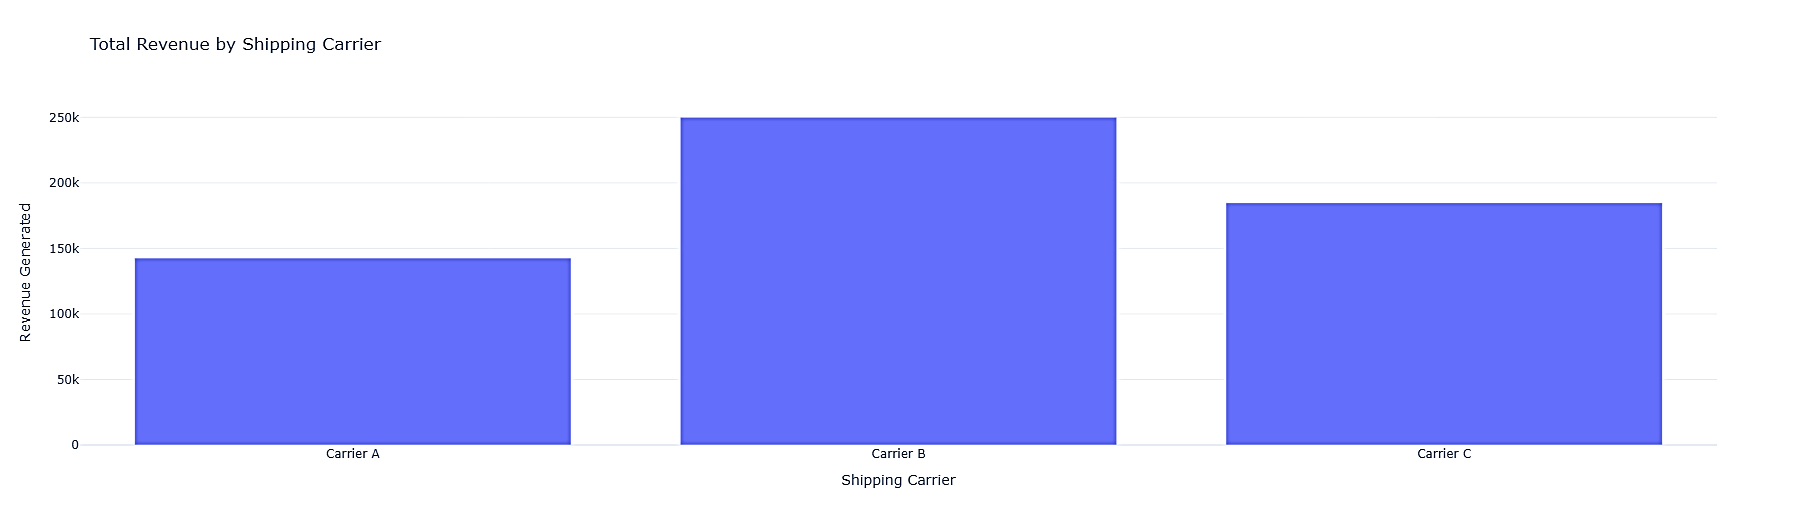 Total Revenue by Shipping Carrier
250k
200k
150k
100k
50k
0
Revenue Generated
Carrier A
Carrier B
Carrier C
Shipping Carrier